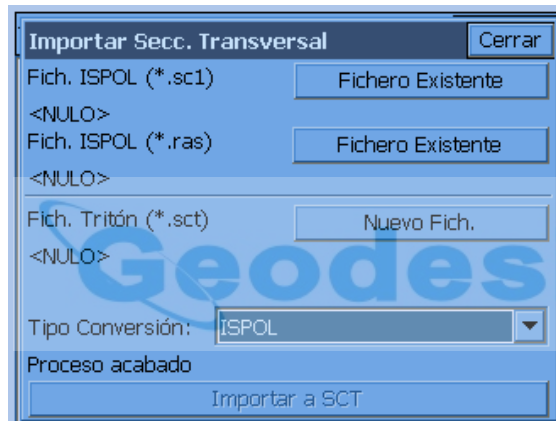 Importar Secc. Transversal Cerrar
Fich. ISPOL (*.sc1) Fichero Existente
<NULO>
Fich. ISPOL (*.ras) Fichero Existente
<NULO>
Fich. Tritón (*.sct) Nuevo Fich.
<NULO>
Geodes
Tipo Conversión: ISPOL
Proceso acabado
Importar a SCT